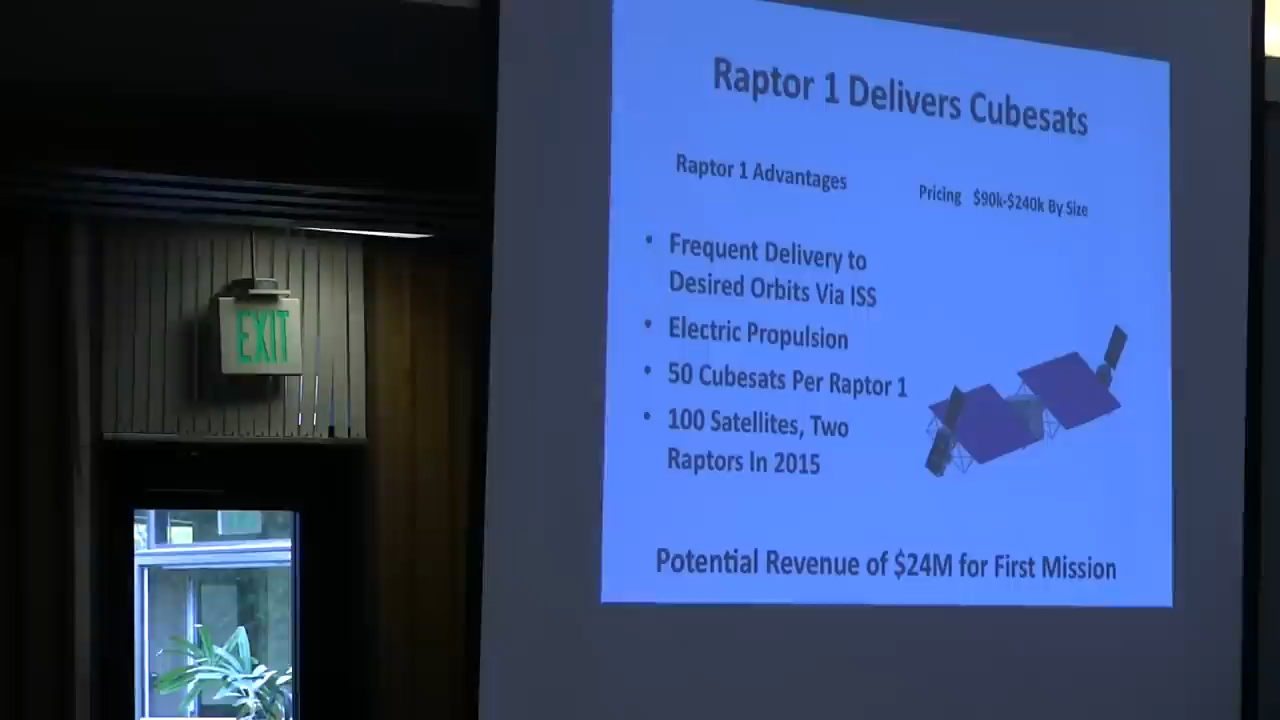 EXIT
Raptor 1 Delivers Cubesats
Raptor 1 Advantages
Pricing $90k-$240k By Size
• Frequent Delivery to
Desired Orbits Via ISS
• Electric Propulsion
• 50 Cubesats Per Raptor 1
• 100 Satellites, Two
Raptors In 2015
Potential Revenue of $24M for First Mission